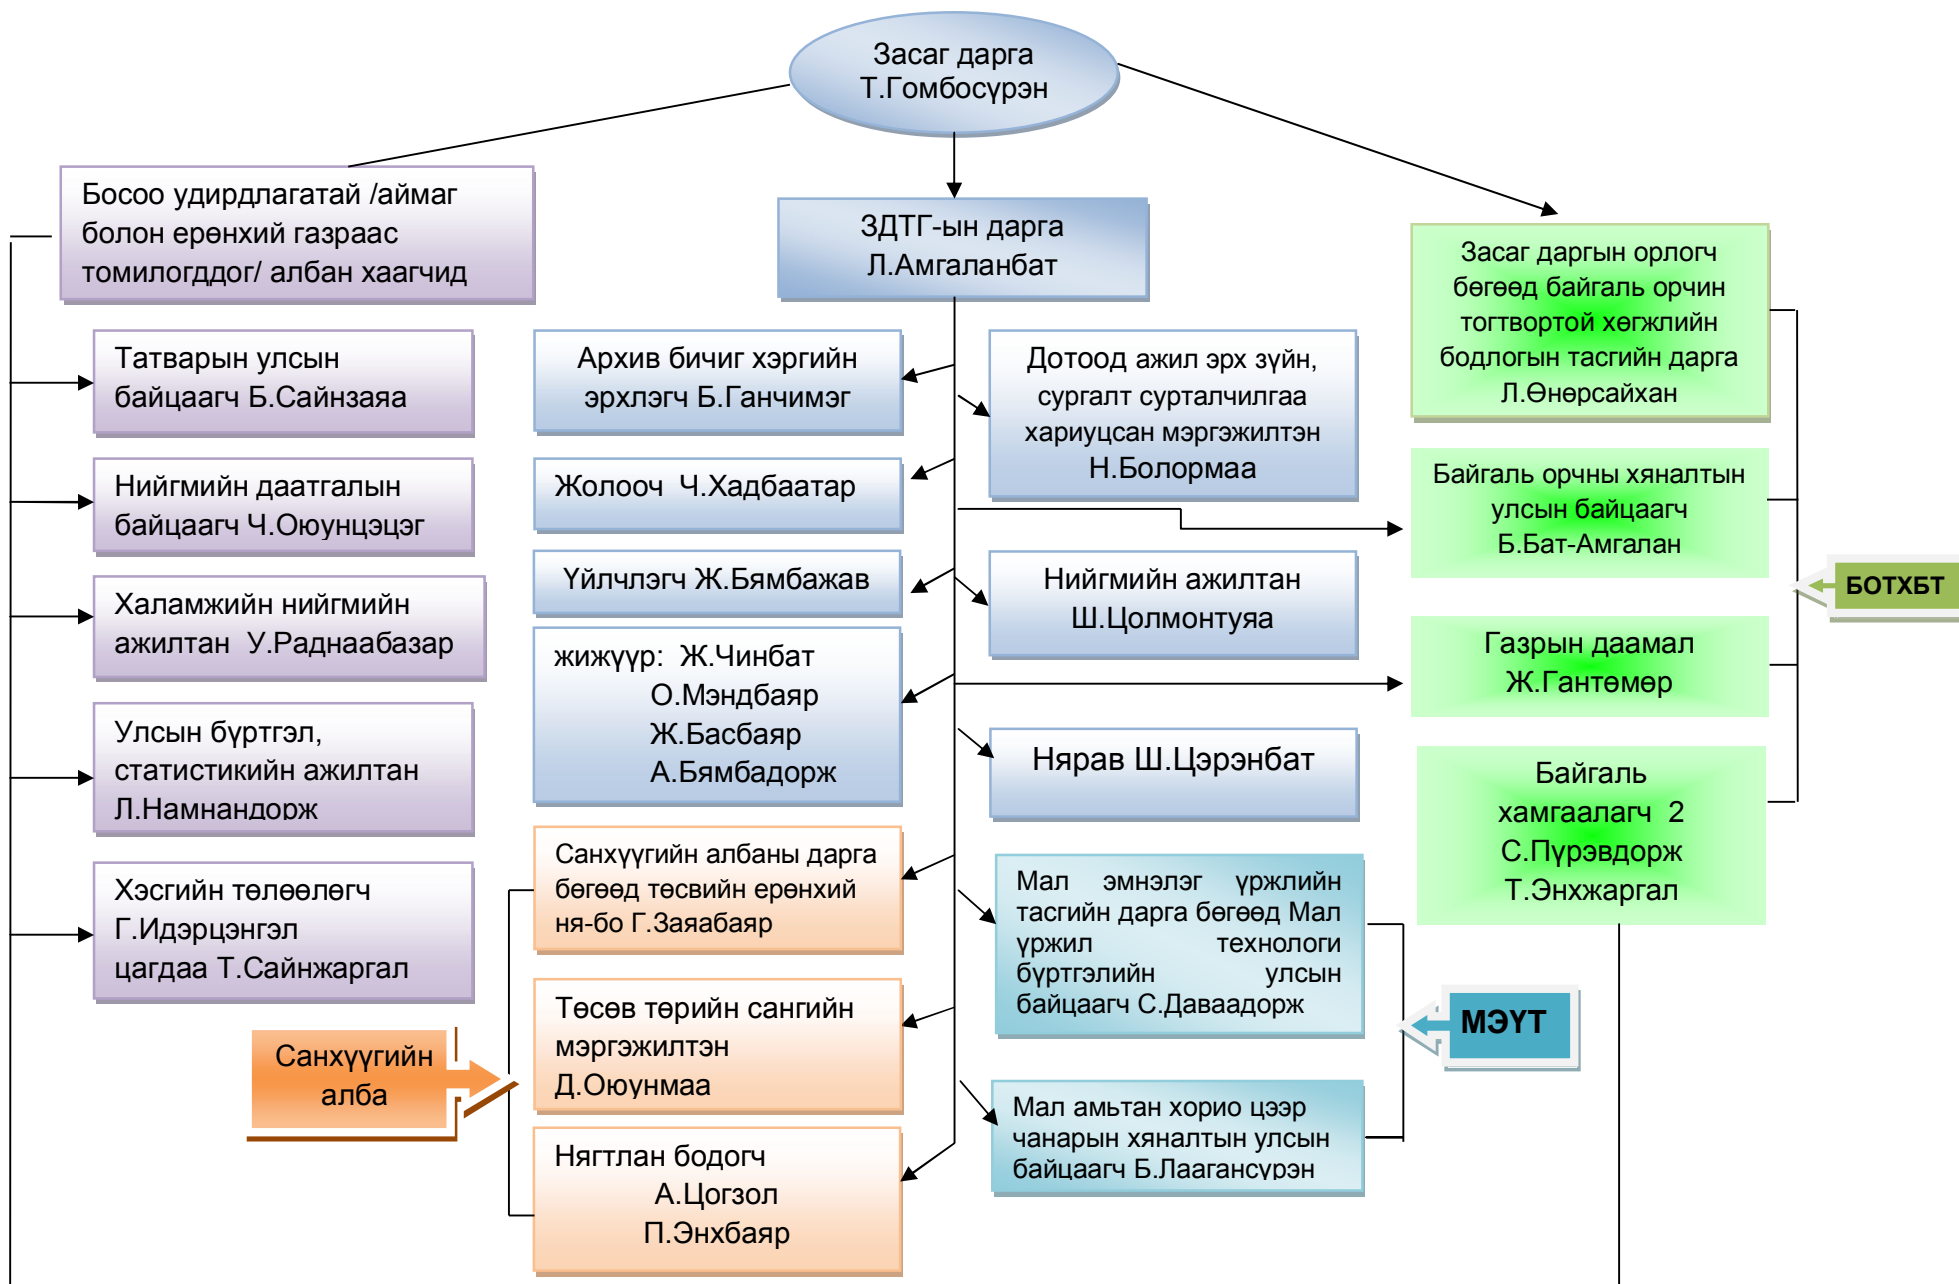 Засаг дарга
Т.Гомбосүрэн
Босоо удирдлагатай /аймаг
болон ерөнхий газраас
томилогддог/ албан хаагчид
ЗДТГ-ын дарга
Л.Амгаланбат
Засаг даргын орлогч
бөгөөд байгаль орчин
тогтвортой хөгжлийн
бодлогын тасгийн дарга
Л.Өнөрсайхан
Татварын улсын
байцаагч Б.Сайнзаяа
Нийгмийн даатгалын
байцаагч Ч.Оюунцэцэг
Халамжийн нийгмийн
ажилтан У.Раднаабазар
Улсын бүртгэл,
статистикийн ажилтан
Л.Намнандорж
Хэсгийн төлөөлөгч
Г.Идэрцэнгэл
цагдаа Т.Сайнжаргал
Архив бичиг хэргийн
эрхлэгч Б.Ганчимэг
Жолооч Ч.Хадбаатар
Үйлчлэгч Ж.Бямбажав
жижүүр: Ж.Чинбат
О.Мэндбаяр
Ж.Басбаяр
А.Бямбадорж
Санхүүгийн албаны дарга
бөгөөд төсвийн ерөнхий
ня-бо Г.Заяабаяр
Төсөв төрийн сангийн
мэргэжилтэн
Д.Оюунмаа
Нягтлан бодогч
А.Цогзол
П.Энхбаяр
Санхүүгийн
алба
Дотоод ажил эрх зүйн,
сургалт сурталчилгаа
хариуцсан мэргэжилтэн
Н.Болормаа
Нийгмийн ажилтан
Ш.Цолмонтуяа
Нярав Ш.Цэрэнбат
Мал эмнэлэг үржлийн
тасгийн дарга бөгөөд Мал
үржил технологи
бүртгэлийн улсын
байцаагч С.Даваадорж
Мал амьтан хорио цээр
чанарын хяналтын улсын
байцаагч Б.Лаагансүрэн
МЭҮТ
Байгаль орчны хяналтын
улсын байцаагч
Б.Бат-Амгалан
Газрын даамал
Ж.Гантөмөр
Байгаль
хамгаалагч 2
С.Пүрэвдорж
Т.Энхжаргал
БОТХБТ